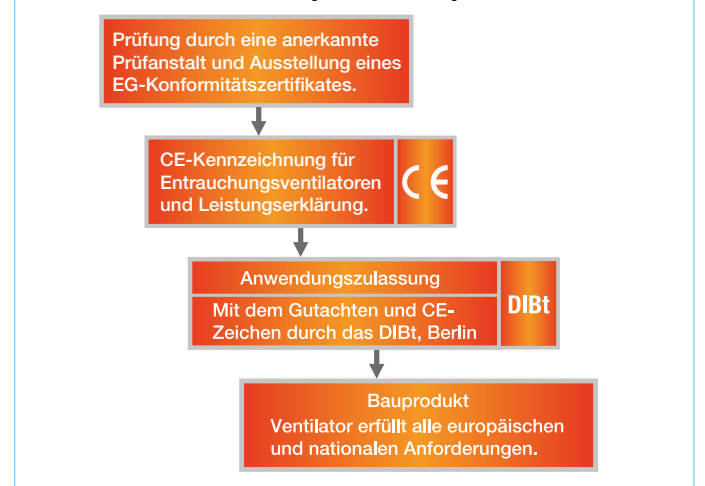 Prüfung durch eine anerkannte
Prüfanstalt und Ausstellung eines
EG-Konformitätszertifikates.
CE-Kennzeichnung für
Entrauchungsventilatoren
und Leistungserklärung.
CE
Anwendungszulassung
Mit dem Gutachten und CE-
Zeichen durch das DIBt, Berlin
DIBt
Bauprodukt
Ventilator erfüllt alle europäischen
und nationalen Anforderungen.